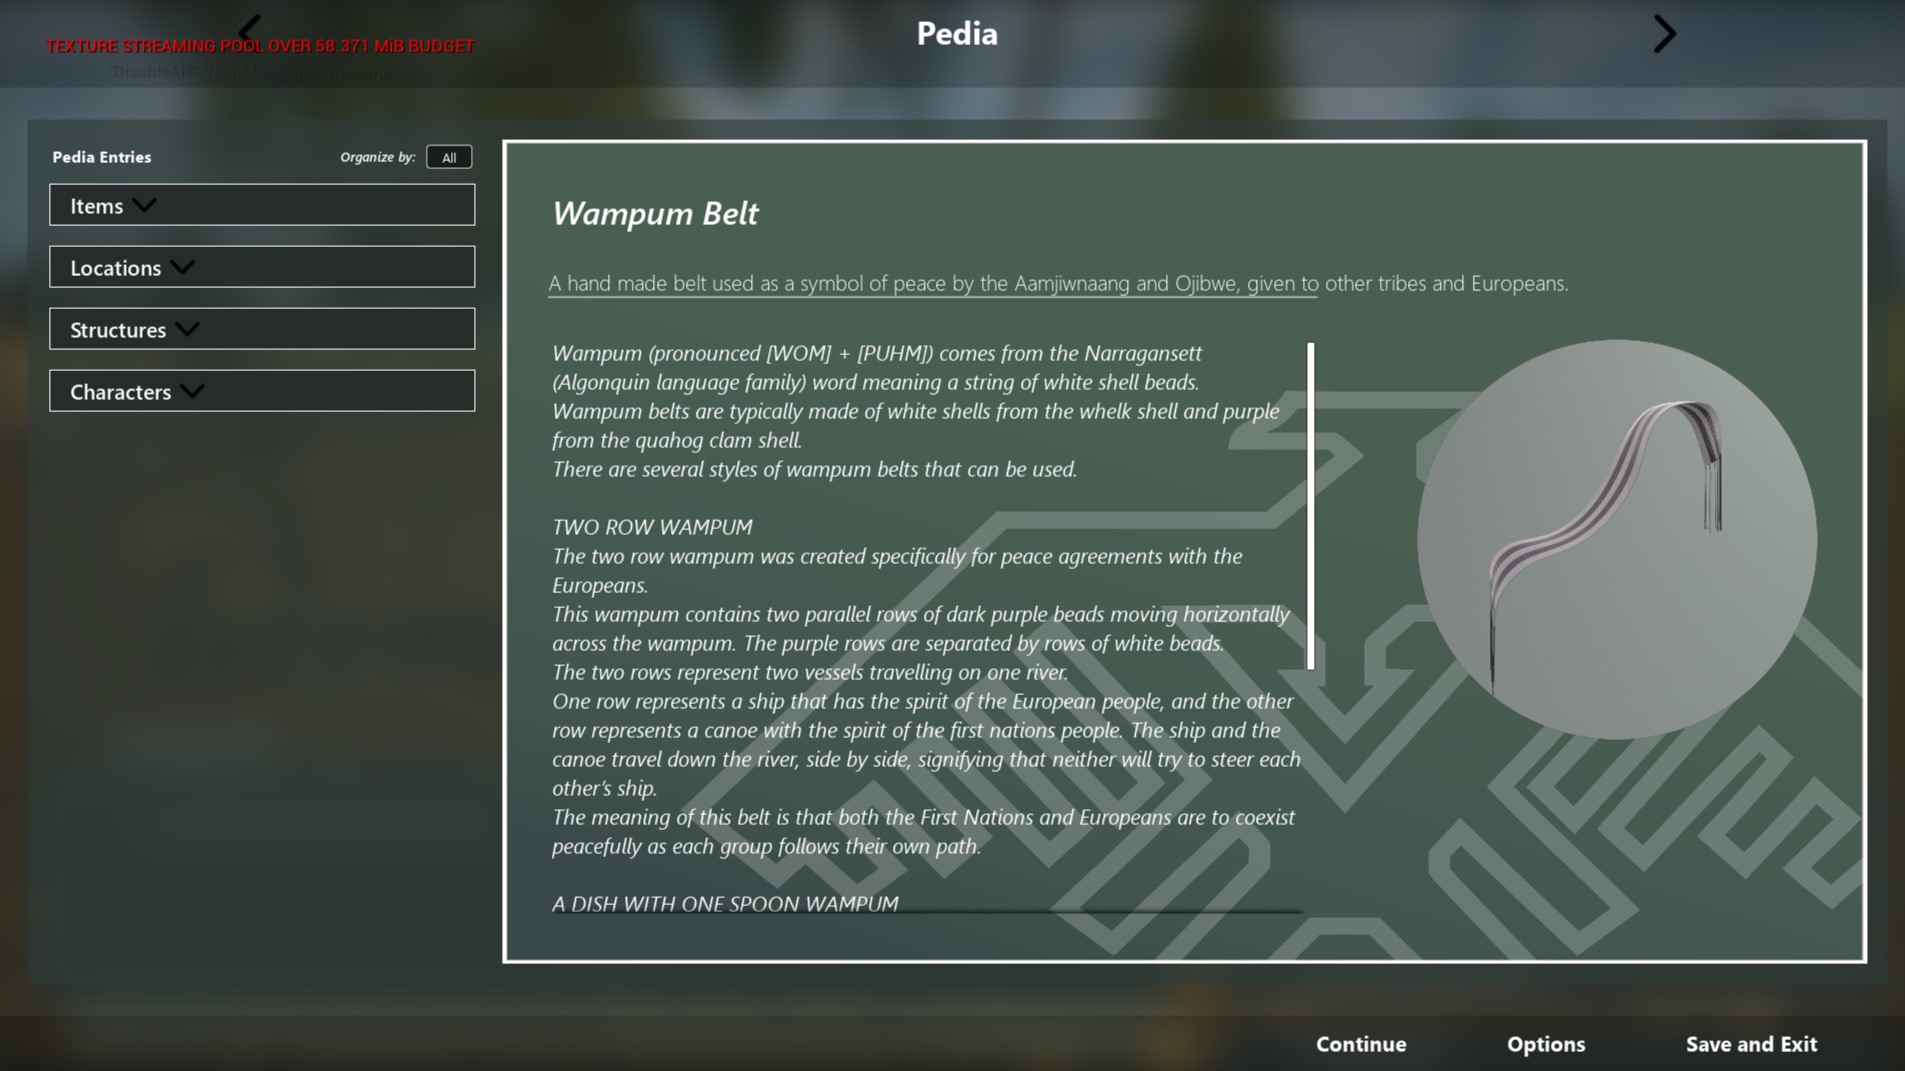 Pedia
TEXTURE STREAMING POOL OVER 58.371 MiB BUDGET
Pedia Entries
Organize by:
All
Items
Locations
Structures
Characters
Wampum Belt
A hand made belt used as a symbol of peace by the Aamjiwnaang and Ojibwe, given to other tribes and Europeans.
Wampum (pronounced [WOM] + [PUHM]) comes from the Narragansett
(Algonquin language family) word meaning a string of white shell beads.
Wampum belts are typically made of white shells from the whelk shell and purple
from the quahog clam shell.
There are several styles of wampum belts that can be used.
TWO ROW WAMPUM
The two row wampum was created specifically for peace agreements with the
Europeans.
This wampum contains two parallel rows of dark purple beads moving horizontally
across the wampum. The purple rows are separated by rows of white beads.
The two rows represent two vessels travelling on one river.
One row represents a ship that has the spirit of the European people, and the other
row represents a canoe with the spirit of the first nations people. The ship and the
canoe travel down the river, side by side, signifying that neither will try to steer each
other's ship.
The meaning of this belt is that both the First Nations and Europeans are to coexist
peacefully as each group follows their own path.
A DISH WITH ONE SPOON WAMPUM
Continue
Options
Save and Exit